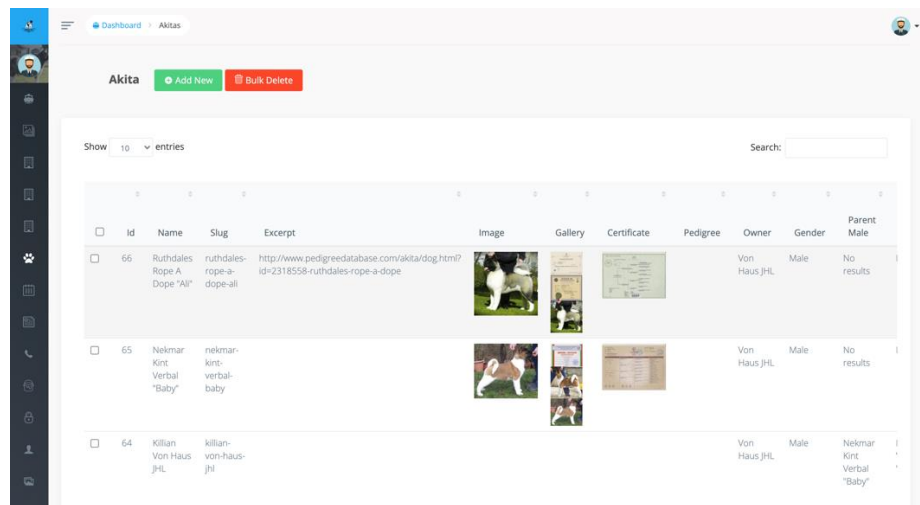 Dashboard > Akitas
Akita
Add New
Bulk Delete
Show 10 entries
Search:
Id Name Slug Excerpt Image Gallery Certificate Pedigree Owner Gender Parent Male
66
Ruthdales Rope A Dope "Ali"
ruthdales-rope-a-dope-ali
http://www.pedigreedatabase.com/akita/dog.html?
id=2318558-ruthdales-rope-a-dope
Von Haus JHL
Male
No results
65
Nekmar Kint Verbal "Baby"
nekmar-kint-verbal-baby
Von Haus JHL
Male
No results
64
Killian Von Haus JHL
killian-von-haus-jhl
Von Haus JHL
Male
Nekmar Kint Verbal "Baby"